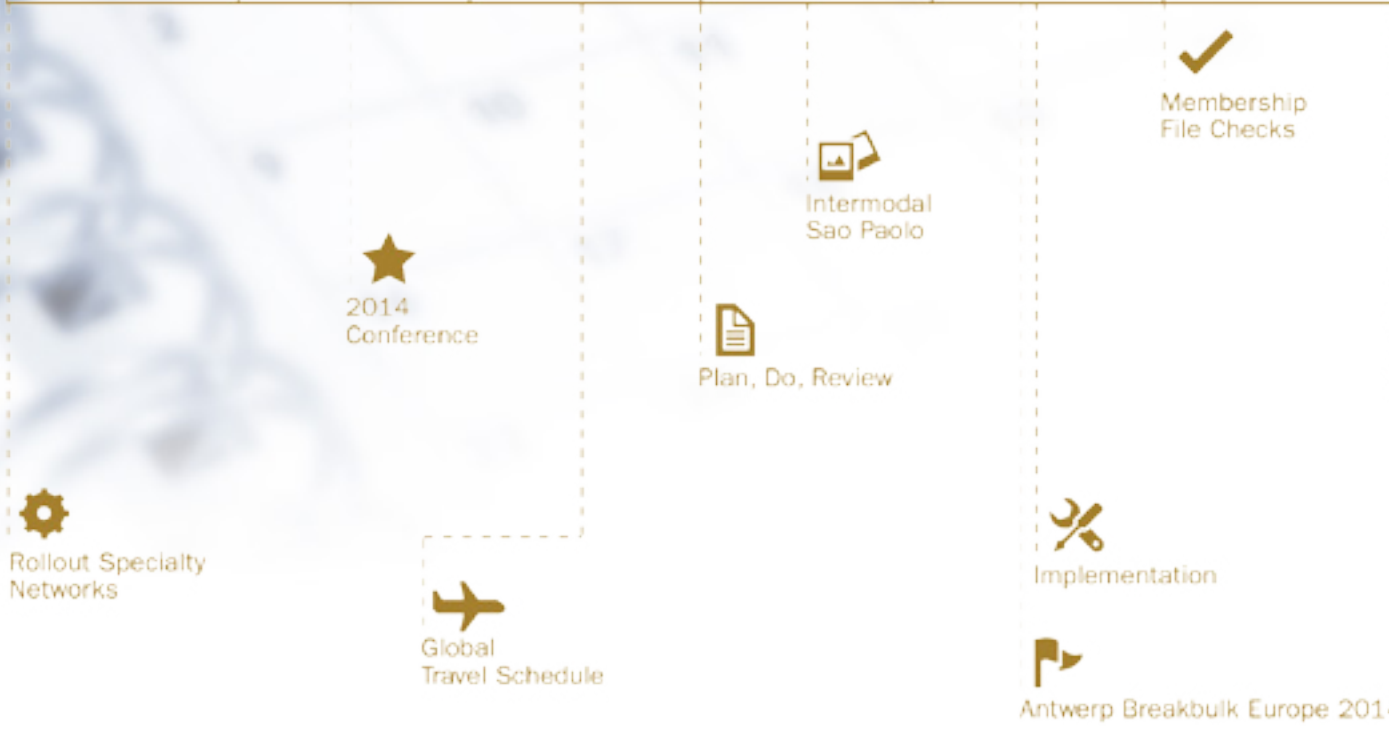 Membership
File Checks
Intermodal
Sao Paolo
2014
Conference
Plan, Do, Review
Rollout Specialty
Networks
Implementation
Global
Travel Schedule
Antwerp Breakbulk Europe